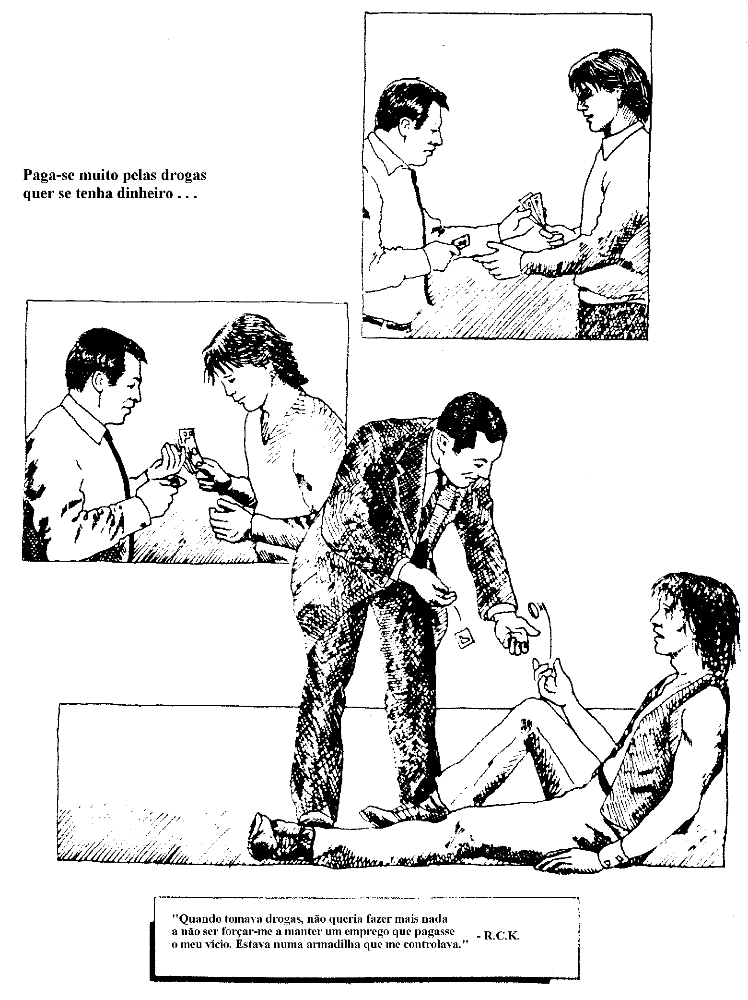 Paga-se muito pelas drogas
quer se tenha dinheiro . . .
"Quando tomava drogas, não queria fazer mais nada
a não ser forçar-me a manter um emprego que pagasse
o meu vício. Estava numa armadilha que me controlava." - R.C.K.